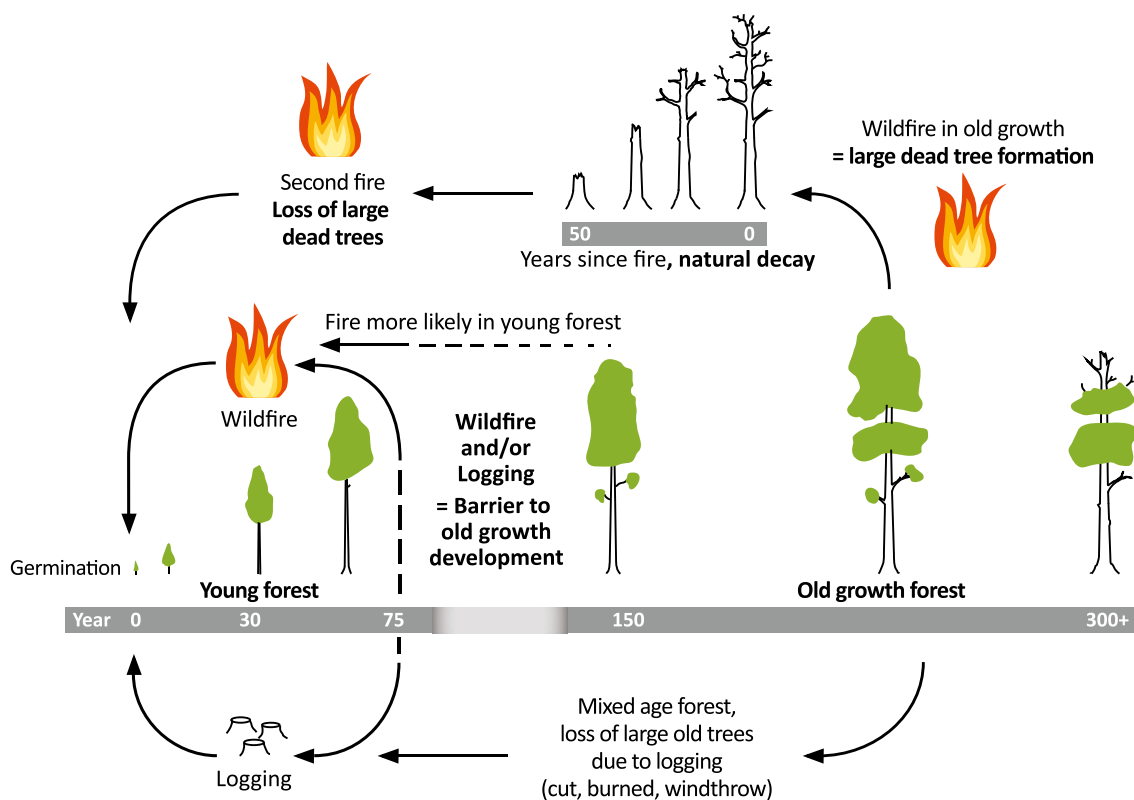 Wildfire in old growth
= large dead tree formation
Second fire
Loss of large
dead trees
50 0
Years since fire, natural decay
Fire more likely in young forest
Wildfire
Wildfire
and/or
Logging
= Barrier to
old growth
development
Germination
Young forest
Old growth forest
Year 0 30 75 150 300+
Mixed age forest,
loss of large old trees
due to logging
(cut, burned, windthrow)
Logging